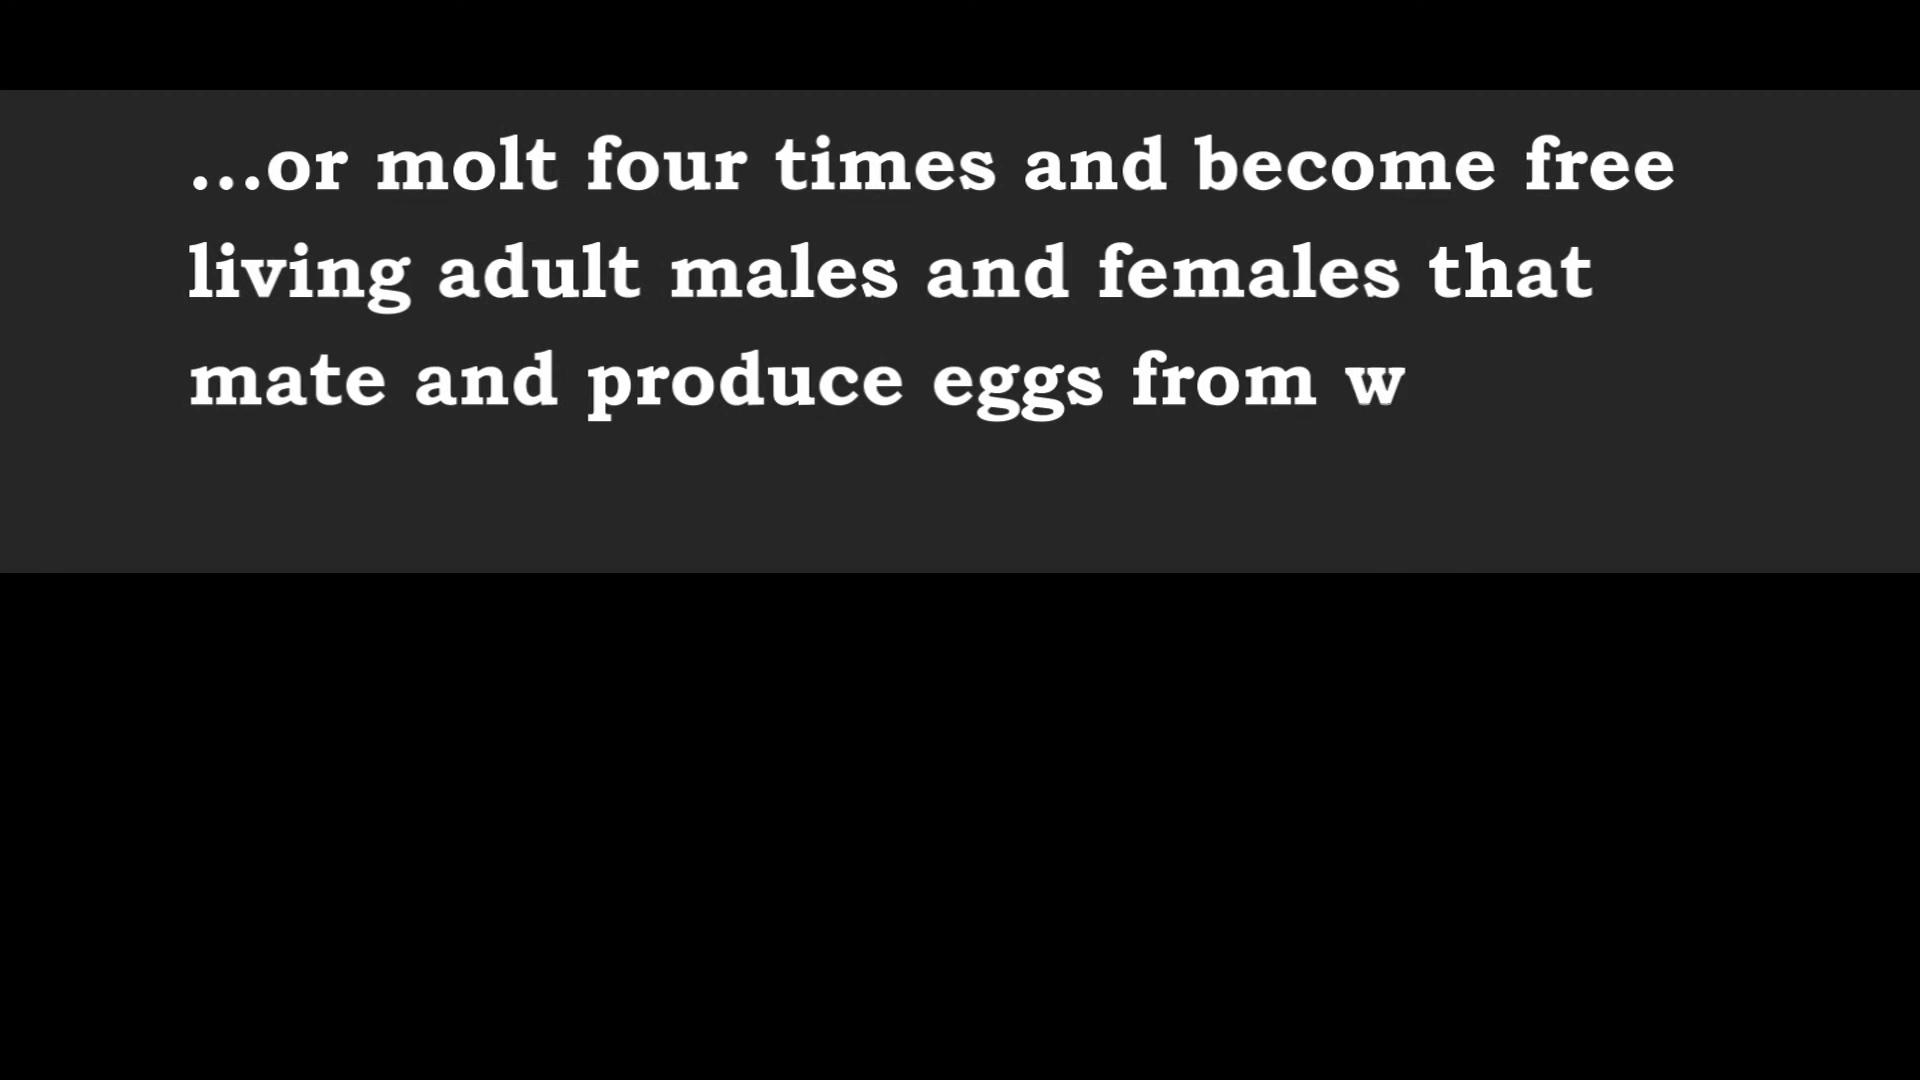 ...or molt four times and become free
living adult males and females that
mate and produce eggs from w